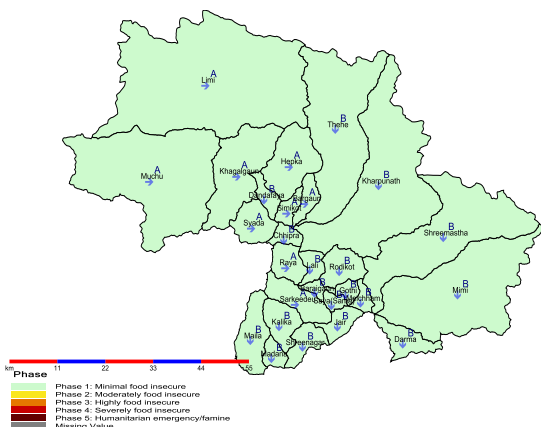 A
Limi
B
Thehe
A
Hepka
A
Muchu
A
Khagalgaun
B
Kharpunath
B
Dandafaya
A
Bargaun
A
Simikot
A
Syada
B
Chhipra
B
Shreemastha
A
Raya
B
Lali
B
Rodikot
B
Mimi
B
A
Sarkeedeu
B
Gothi
B
B
Kalika
B
Jair
B
Maila
B
Shreenagar
B
Madana
B
Darma
km 11 22 33 44 55
Phase
Phase 1: Minimal food insecure
Phase 2: Moderately food insecure
Phase 3: Highly food insecure
Phase 4: Severely food insecure
Phase 5: Humanitarian emergency/famine
Missing Value